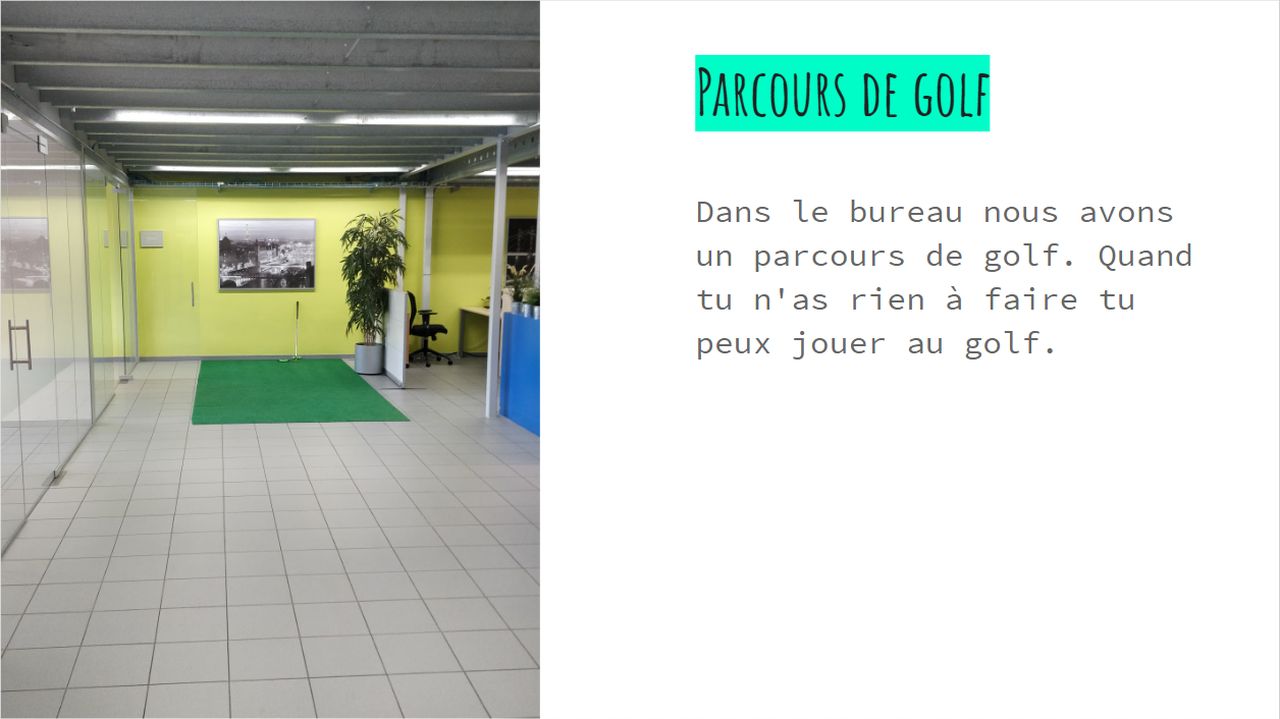 Parcours de golf
Dans le bureau nous avons
un parcours de golf. Quand
tu n'as rien à faire tu
peux jouer au golf.